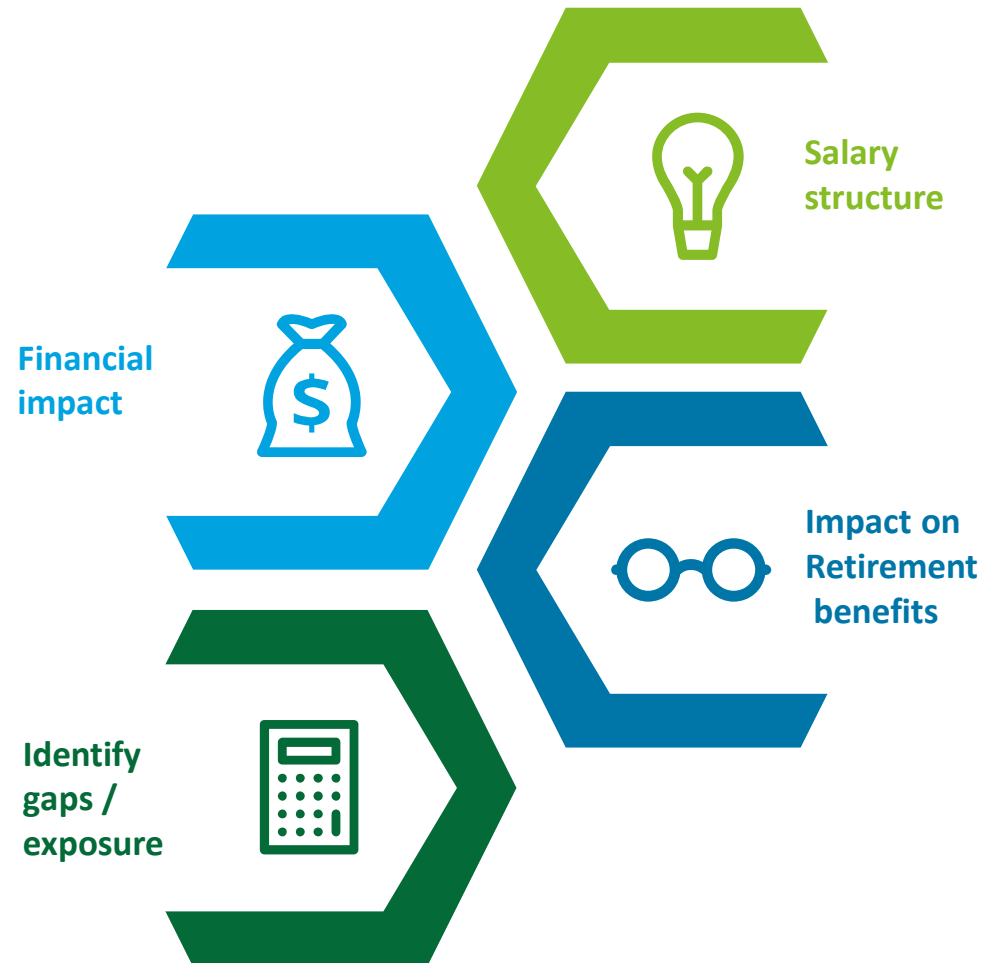 Salary
structure
Financial
impact
$
Impact on
Retirement
benefits
Identify
gaps /
exposure